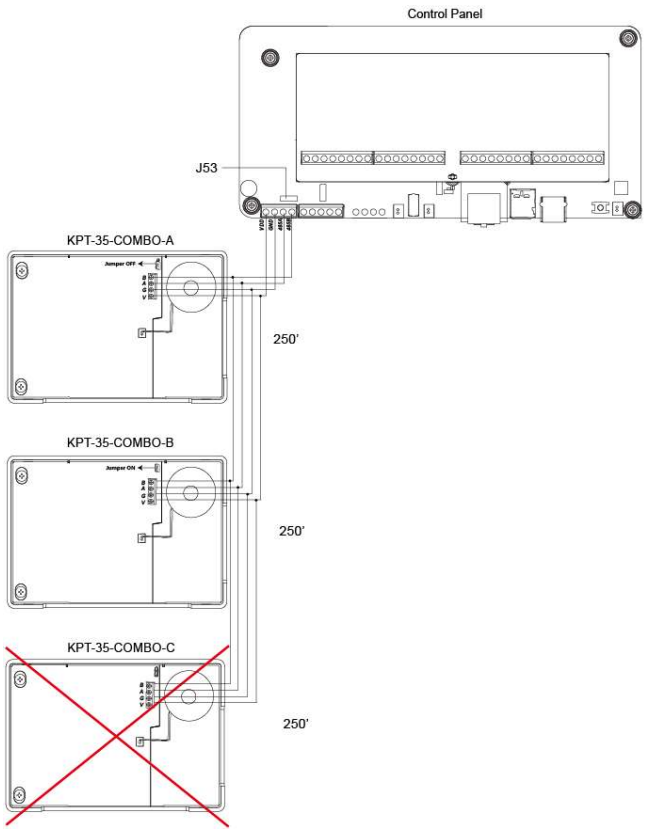 Control Panel
J53
VDD
GND
485A
485B
KPT-35-COMBO-A
Jumper OFF
B
A
G
V
250'
KPT-35-COMBO-B
Jumper ON
B
A
G
V
250'
KPT-35-COMBO-C
B
A
G
V
250'